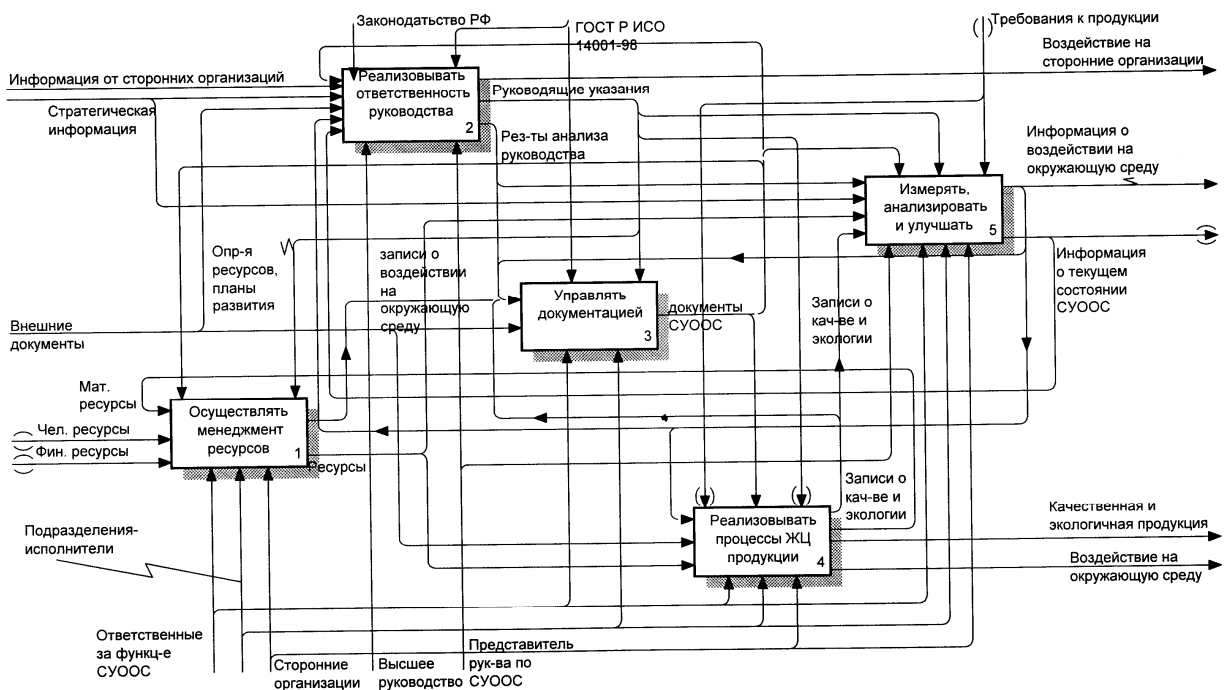 Законодатьство РФ
ГОСТ Р ИСО
14001-98
Требования к продукции
Воздействие на
сторонние организации
Информация от сторонних организаций
Стратегическая
информация
Реализовывать
ответственность
руководства
2
Руководящие указания
Рез-ты анализа
руководства
Информация о
воздействии на
окружающую среду
Измерять,
анализировать
и улучшать
5
Опр-я
ресурсов,
планы
развития
записи о
воздействии
на
окружающую
среду
Управлять
документацией
3
документы
СУООС
Записи о
кач-ве и
экологии
Информация
о текущем
состоянии
СУООС
Внешние
документы
Мат.
ресурсы
Чел. ресурсы
Фин. ресурсы
Осуществлять
менеджмент
ресурсов
1
Ресурсы
Записи о
кач-ве и
экологии
Реализовывать
процессы ЖЦ
продукции
4
Качественная и
экологичная продукция
Воздействие на
окружающую среду
Подразделения-
исполнители
Ответственные
за функц-е
СУООС
Сторонние
организации
Высшее
руководство
Представитель
рук-ва по
СУООС